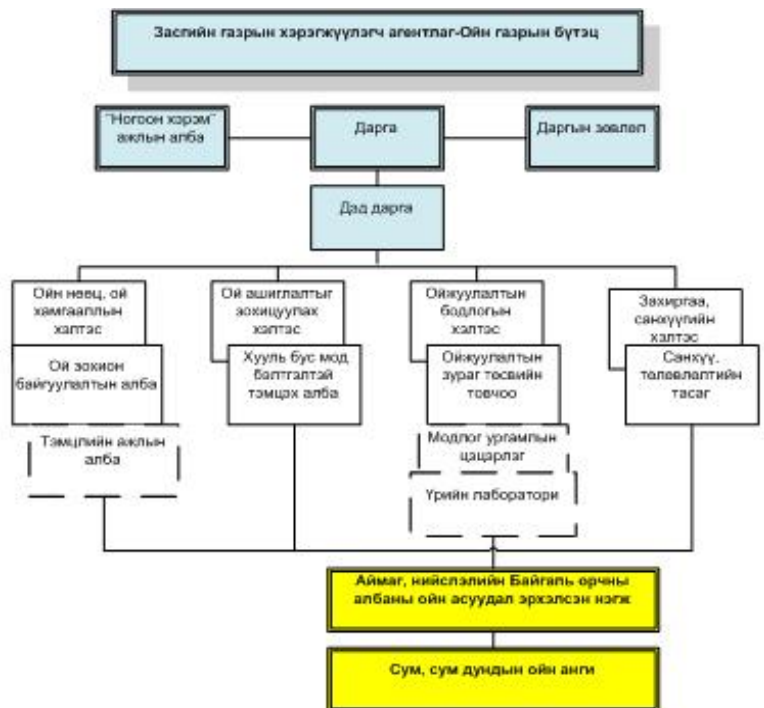 Засгийн газрын хэрэгжүүлэгч агентлаг-Ойн газрын бүтэц
"Ногоон хэрэм"
ажлын алба
Дарга
Даргын зөвлөл
Дэд дарга
Ойн нөөц, ой
хамгааллын
хэлтэс
Ой зохион
байгуулалтын алба
Тэмцлийн ажлын
алба
Ой ашиглалтыг
зохицуулах
хэлтэс
Хууль бус мод
бэлтгэлтэй
тэмцэх алба
Ойжуулалтын
бодлогын
хэлтэс
Ойжуулалтын
зураг төсвийн
товчоо
Модлог ургамлын
цэцэрлэг
Үрийн лаборатори
Захиргаа,
санхүүгийн
хэлтэс
Санхүү,
төлөвлөлтийн
тасаг
Аймаг, нийслэлийн Байгаль орчны
албаны ойн асуудал эрхэлсэн нэгж
Сум, сум дундын ойн анги